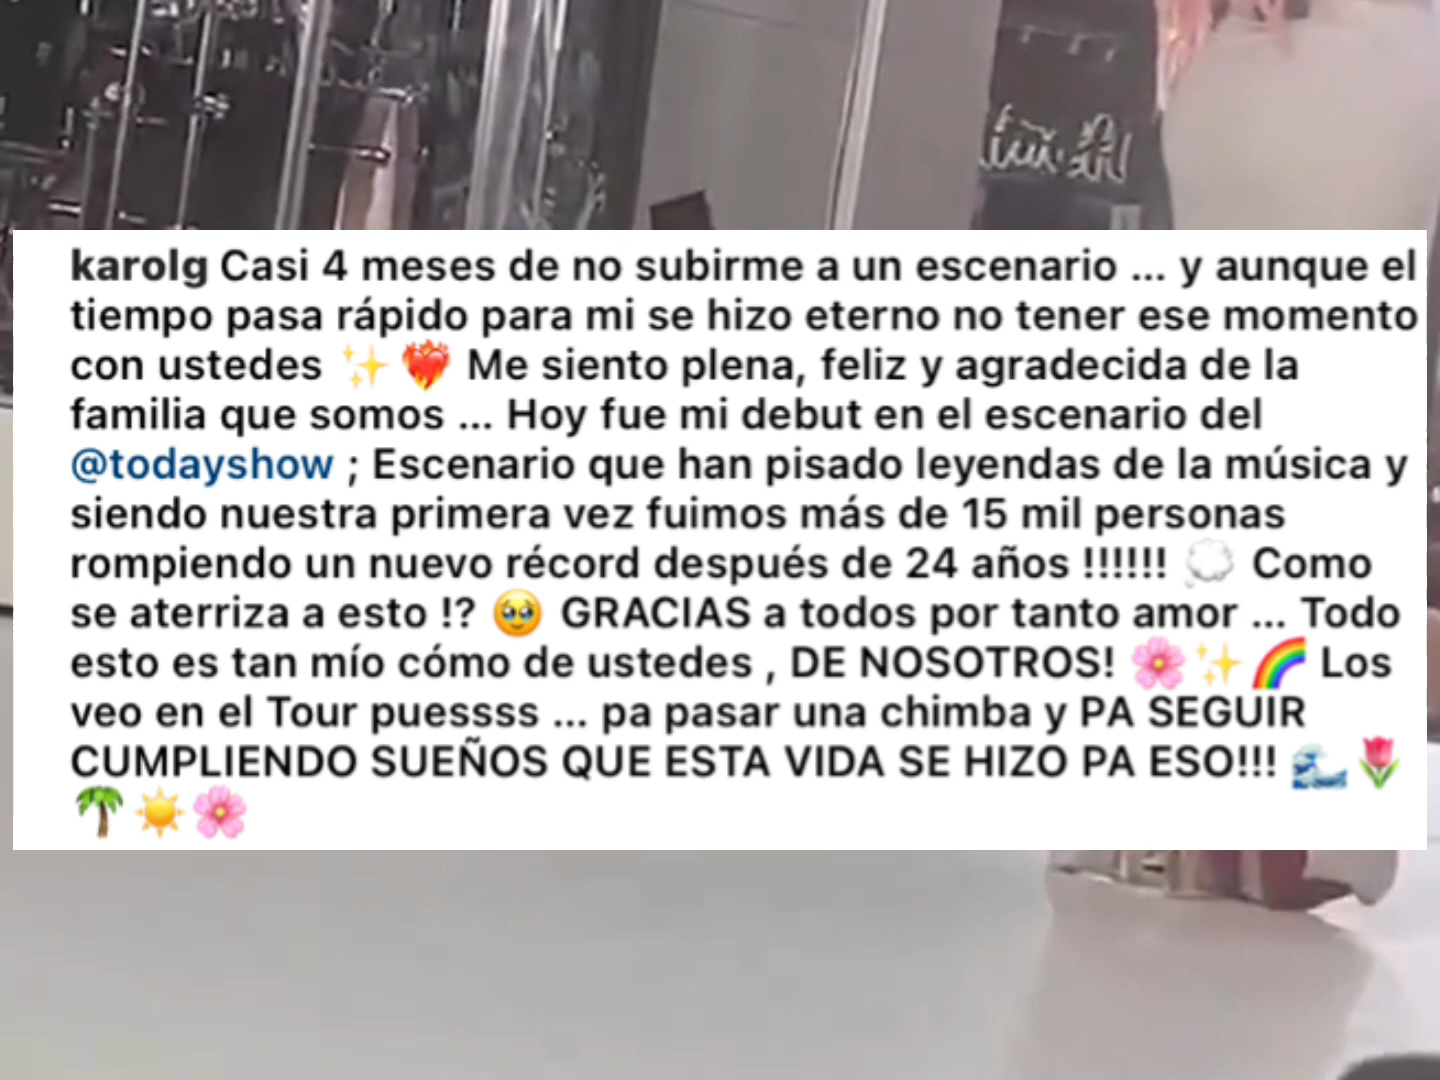 karolg Casi 4 meses de no subirme a un escenario ... y aunque el
tiempo pasa rápido para mi se hizo eterno no tener ese momento
con ustedes ✨❤️‍🔥 Me siento plena, feliz y agradecida de la
familia que somos ... Hoy fue mi debut en el escenario del
@todayshow ; Escenario que han pisado leyendas de la música y
siendo nuestra primera vez fuimos más de 15 mil personas
rompiendo un nuevo récord después de 24 años !!!!!! 💭 Como
se aterriza a esto !? 🥹 GRACIAS a todos por tanto amor ... Todo
esto es tan mío cómo de ustedes , DE NOSOTROS! 🌸✨🌈 Los
veo en el Tour puessss ... pa pasar una chimba y PA SEGUIR
CUMPLIENDO SUEÑOS QUE ESTA VIDA SE HIZO PA ESO!!! 🌊🌷
🌴☀️🌸